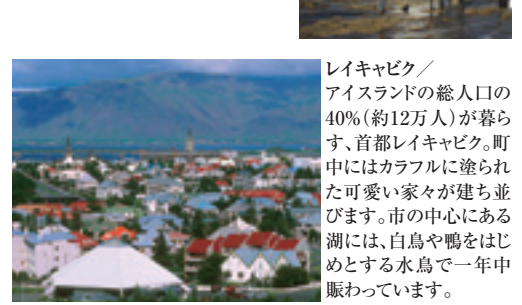 レイキャビク／
アイスランドの総人口の
40%（約12万人）が暮ら
す、首都レイキャビク。町
中にはカラフルに塗られ
た可愛い家々が建ち並
びます。市の中心にある
湖には、白鳥や鴨をはじ
めとする水鳥で一年中
賑わっています。